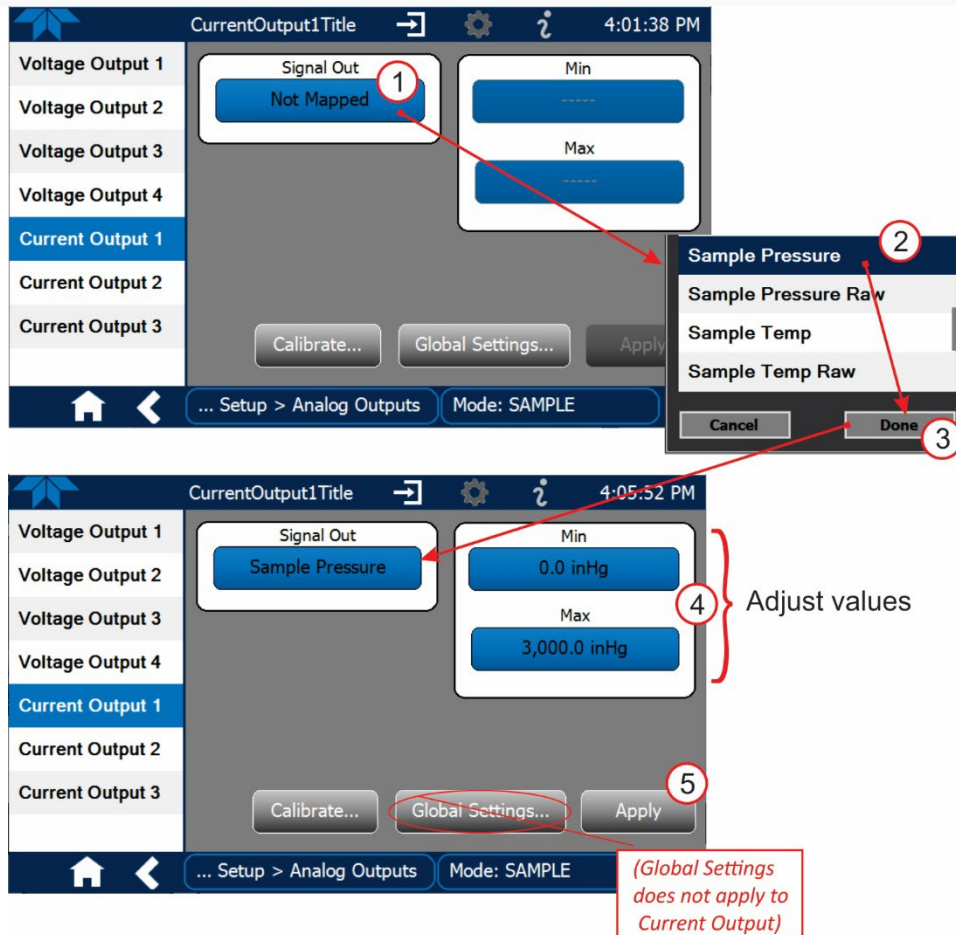 CurrentOutput1Title
4:01:38 PM
Voltage Output 1
Voltage Output 2
Voltage Output 3
Voltage Output 4
Current Output 1
Current Output 2
Current Output 3
Signal Out
Not Mapped
1
Min
-----
Max
-----
Calibrate...
Global Settings...
Apply
... Setup > Analog Outputs
Mode: SAMPLE
Sample Pressure
2
Sample Pressure Raw
Sample Temp
Sample Temp Raw
Cancel
Done
3
CurrentOutput1Title
4:05:52 PM
Voltage Output 1
Voltage Output 2
Voltage Output 3
Voltage Output 4
Current Output 1
Current Output 2
Current Output 3
Signal Out
Sample Pressure
Min
0.0 inHg
Max
3,000.0 inHg
4
Adjust values
Calibrate...
Global Settings...
Apply
5
... Setup > Analog Outputs
Mode: SAMPLE
(Global Settings
does not apply to
Current Output)